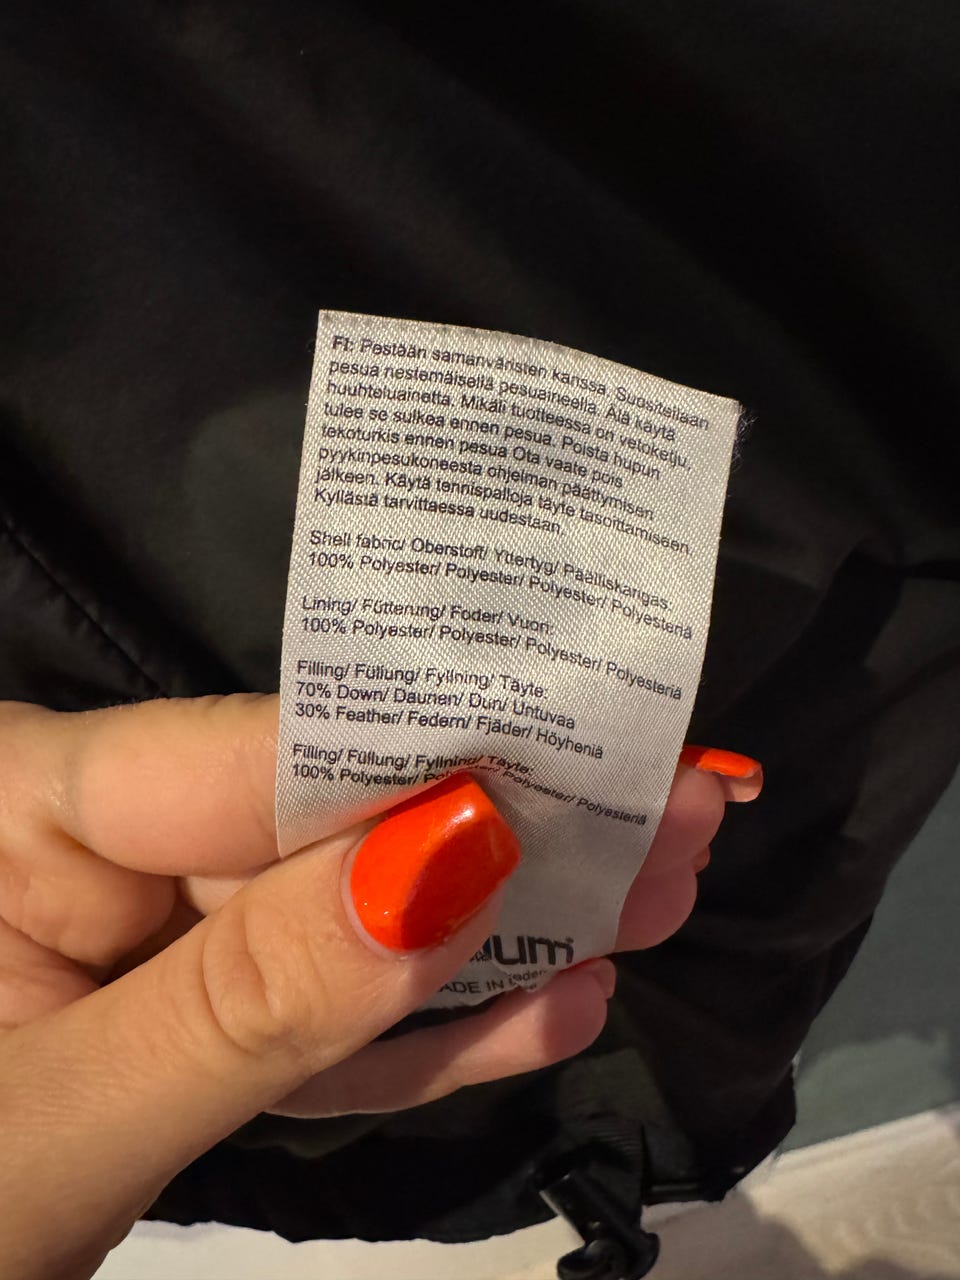 FI: Pestään samanväristen kanssa. Suositellaan
pesua nestemäisellä pesuaineella. Älä käytä
huuhteluainetta. Mikäli tuotteessa on vetoketju,
tulee se sulkea ennen pesua. Poista hupun
tekoturkis ennen pesua Ota vaate pois
pyykinpesukoneesta ohjelman päättymisen
jälkeen. Käytä tennispalloja täyte tasoittamiseen.
Kyllästä tarvittaessa uudestaan.
Shell fabric/ Oberstoff/ Yttertyg/ Päälliskangas:
100% Polyester/ Polyester/ Polyester/ Polyesteriä
Lining/ Fütterung/ Foder/ Vuori:
100% Polyester/ Polyester/ Polyester/ Polyesteriä
Filling/ Füllung/ Fyllning/ Täyte:
70% Down/ Daunen/ Dun/ Untuvaa
30% Feather/ Federn/ Fjäder/ Höyheniä
Filling/ Füllung/ Fyllning/ Täyte:
100% Polyester/ Polyester/ Polyester/ Polyesteriä
IN